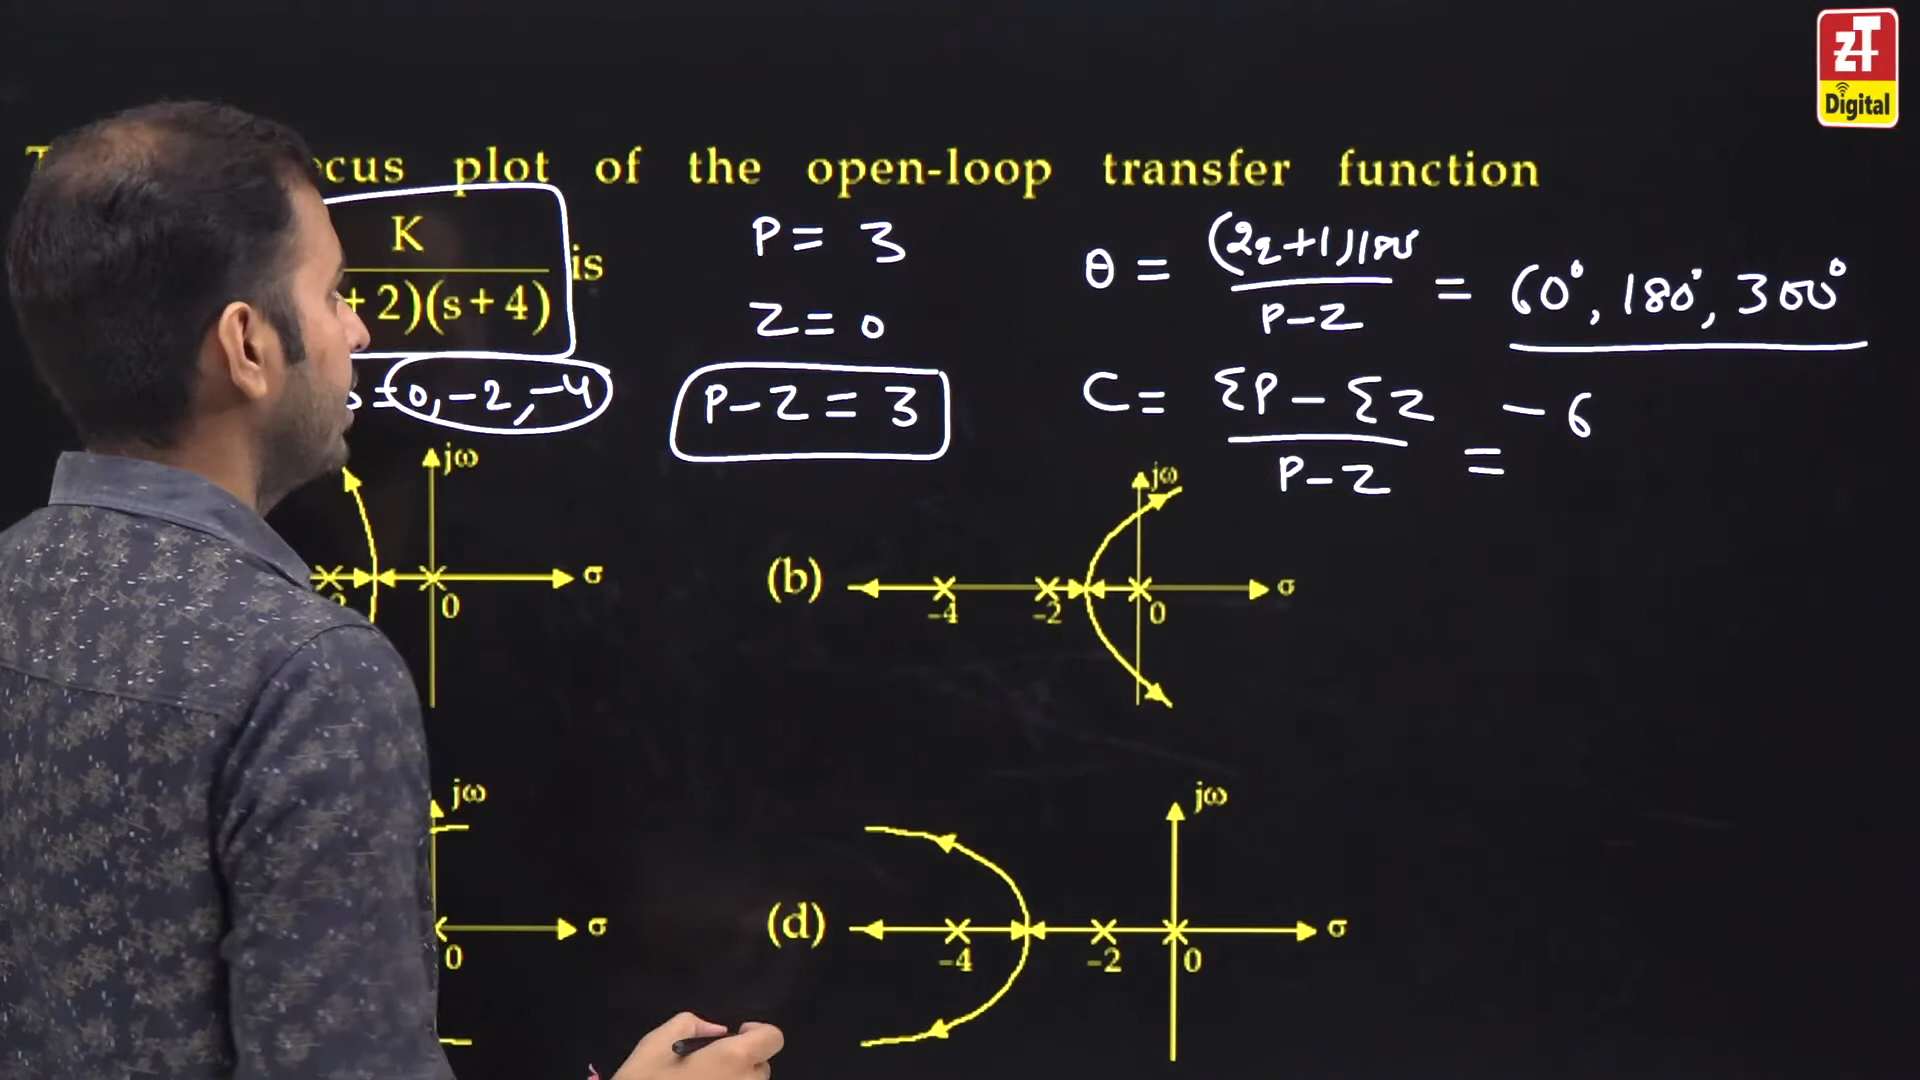 ZT
Digital
ocus plot of the open-loop transfer function
K
+ 2)(s + 4)
is
s = 0, -2, -4
P = 3
Z = 0
P - Z = 3
θ = (2q+1)180 / P-Z = 60°, 180°, 300°
C = ΣP - ΣZ / P-Z = -6
jω
σ
0
(b)
jω
-4
-2
0
σ
jω
σ
0
(d)
jω
-4
-2
0
σ